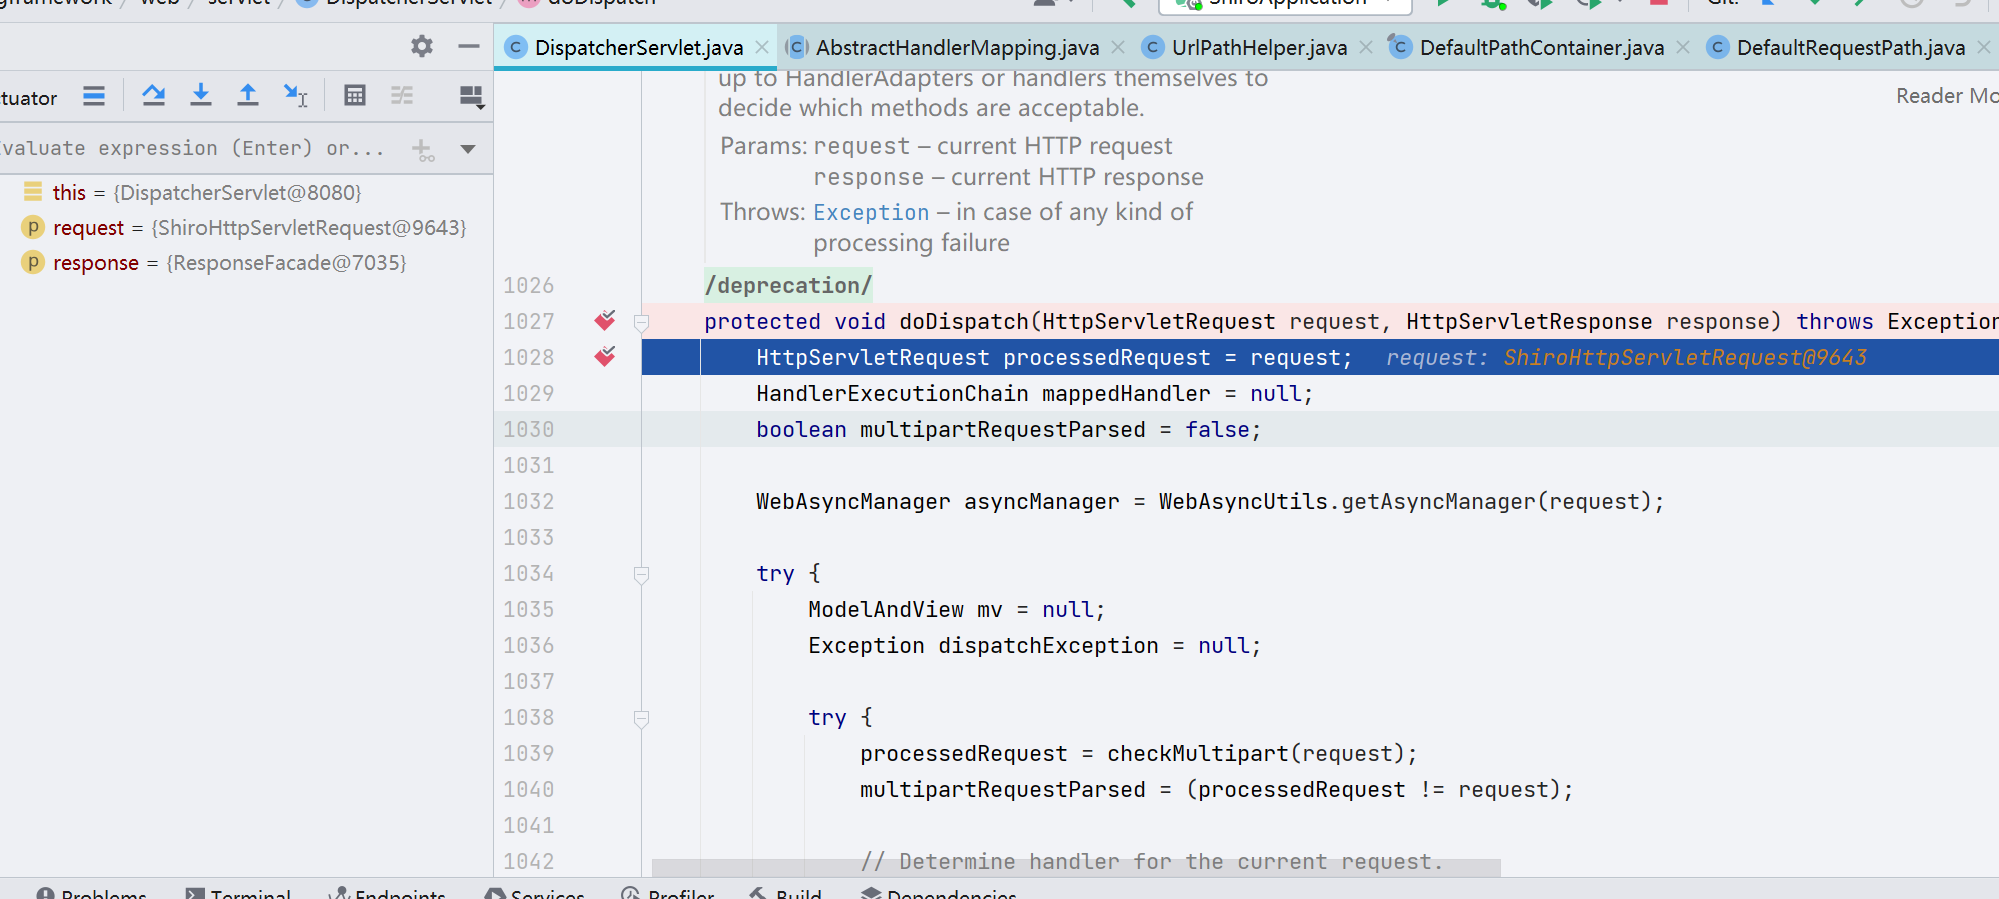 web / servlet / DispatcherServlet / doDispatch
ShiroApplication
Git:
DispatcherServlet.java
AbstractHandlerMapping.java
UrlPathHelper.java
DefaultPathContainer.java
DefaultRequestPath.java
tuator
valuate expression (Enter) or...
this = {DispatcherServlet@8080}
p request = {ShiroHttpServletRequest@9643}
p response = {ResponseFacade@7035}
up to HandlerAdapters or handlers themselves to
decide which methods are acceptable.
Reader Mo
Params: request – current HTTP request
response – current HTTP response
Throws: Exception – in case of any kind of
processing failure
1026 /deprecation/
1027 protected void doDispatch(HttpServletRequest request, HttpServletResponse response) throws Exception
1028 HttpServletRequest processedRequest = request; request: ShiroHttpServletRequest@9643
1029 HandlerExecutionChain mappedHandler = null;
1030 boolean multipartRequestParsed = false;
1031
1032 WebAsyncManager asyncManager = WebAsyncUtils.getAsyncManager(request);
1033
1034 try {
1035 ModelAndView mv = null;
1036 Exception dispatchException = null;
1037
1038 try {
1039 processedRequest = checkMultipart(request);
1040 multipartRequestParsed = (processedRequest != request);
1041
1042 // Determine handler for the current request.
Problems Terminal Endpoints Services Profiler Build Dependencies